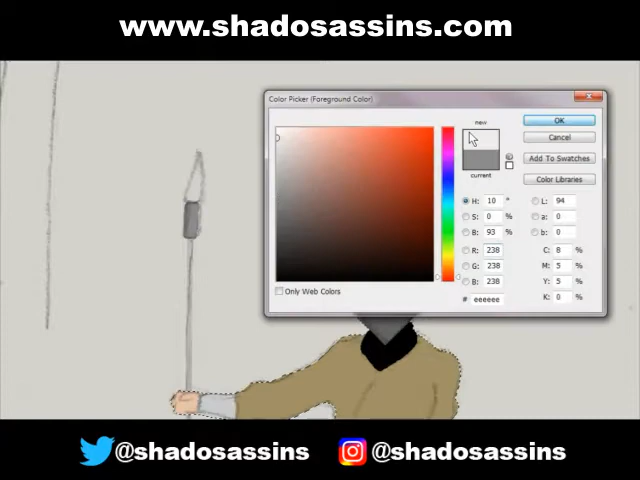 www.shadosassins.com
Color Picker (Foreground Color)
new
current
OK
Cancel
Add To Swatches
Color Libraries
H: 10 °
S: 0 %
B: 93 %
R: 238
G: 238
B: 238
# eeeeee
L: 94
a: 0
b: 0
C: 8 %
M: 5 %
Y: 5 %
K: 0 %
Only Web Colors
@shadosassins @shadosassins